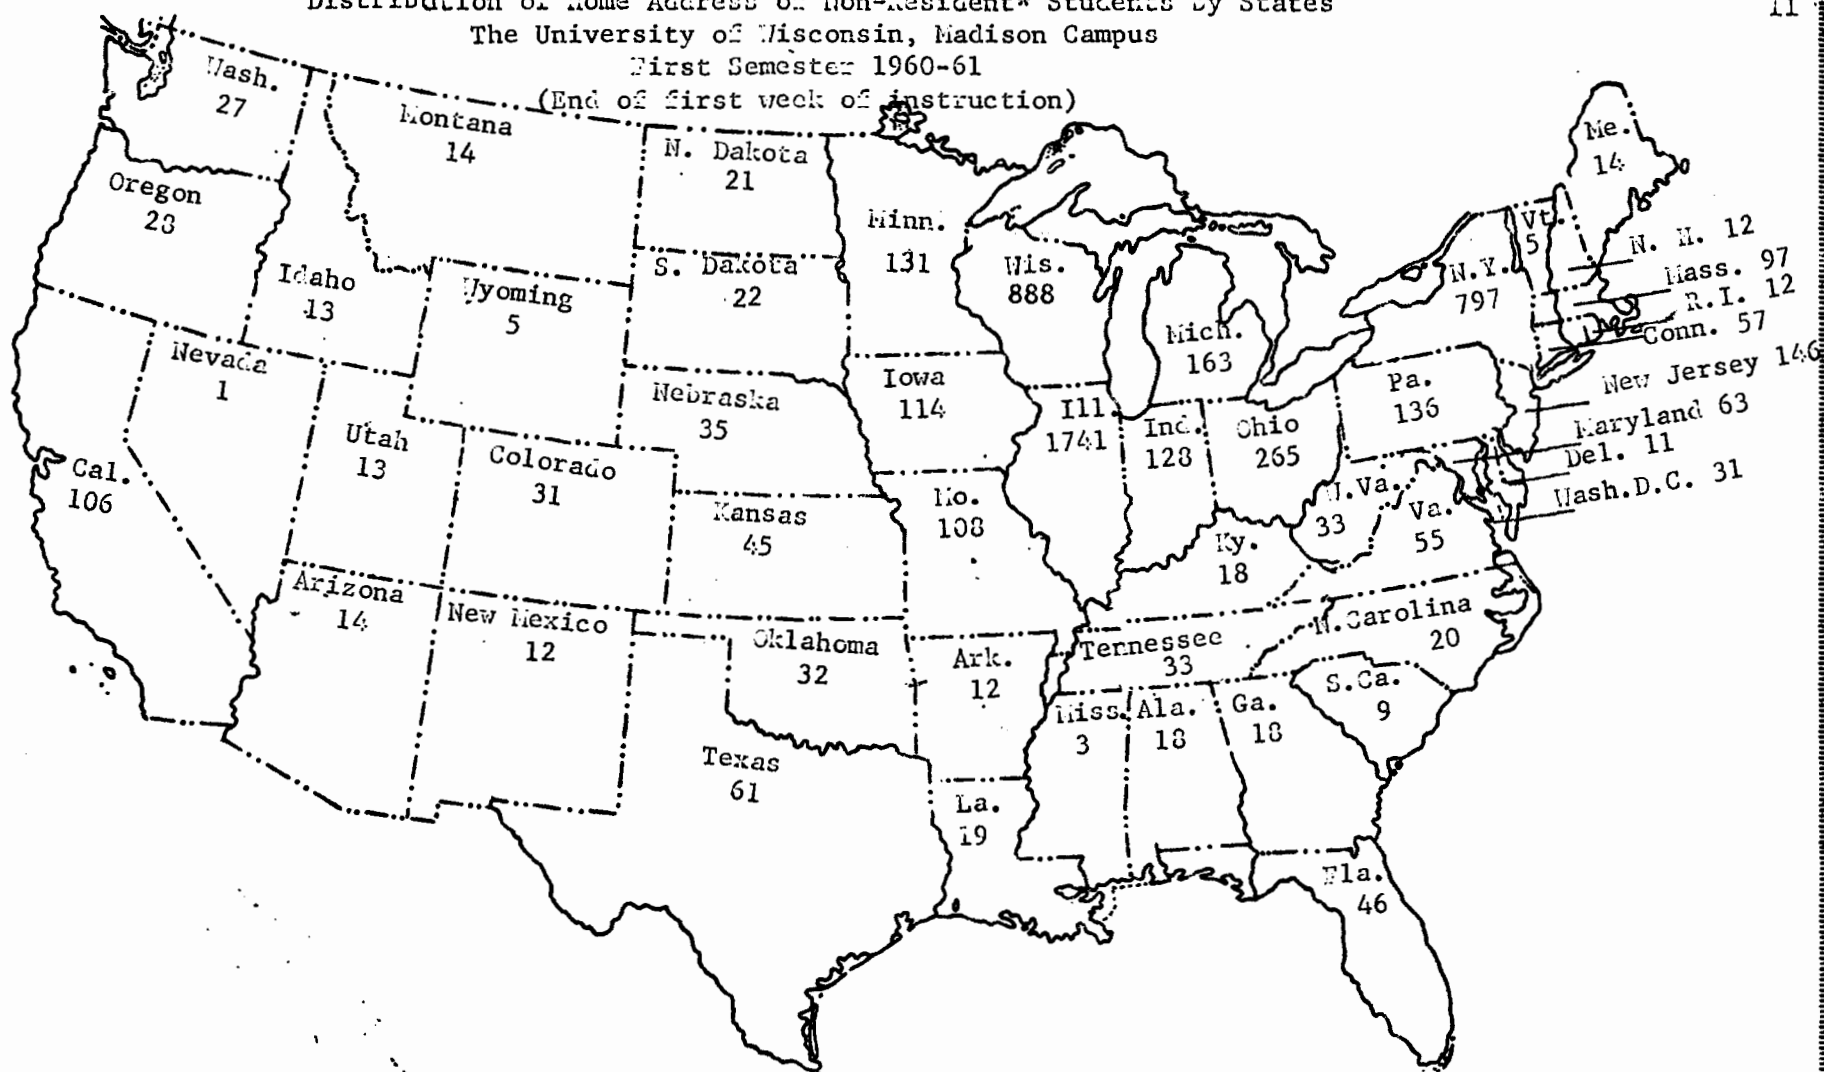 Distribution of Home Address of Non-Resident* Students by States
11
The University of Wisconsin, Madison Campus
First Semester 1960-61
(End of first week of instruction)
Wash.
27
Montana
14
N. Dakota
21
Minn.
131
Me.
14
Oregon
28
Idaho
13
Wyoming
5
S. Dakota
22
Wis.
888
Mich.
163
N.Y.
797
Vt.
5
N. H. 12
Mass. 97
R.I. 12
Conn. 57
New Jersey 146
Maryland 63
Del. 11
Wash.D.C. 31
Nevada
1
Utah
13
Colorado
31
Nebraska
35
Iowa
114
Ill.
1741
Ind.
128
Ohio
265
Pa.
136
Cal.
106
Kansas
45
Mo.
108
Ky.
18
W.Va.
33
Va.
55
Arizona
14
New Mexico
12
Oklahoma
32
Ark.
12
Tennessee
33
N.Carolina
20
S.Ca.
9
Texas
61
La.
19
Miss.
3
Ala.
18
Ga.
18
Fla.
46